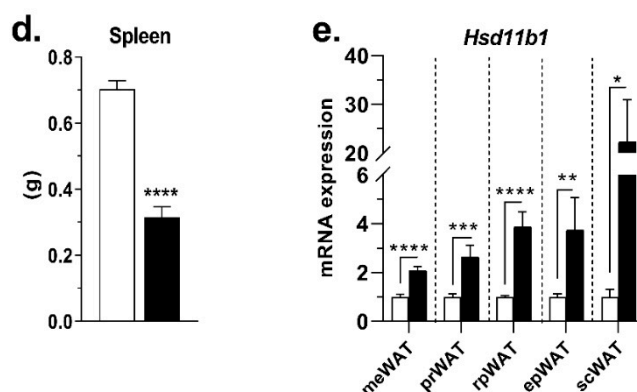 d.
Spleen
(g)
0.8
0.6
0.4
0.2
0.0
****
e.
Hsd11b1
mRNA expression
40
30
20
6
4
2
0
****
***
****
**
*
meWAT
prWAT
rpWAT
epWAT
scWAT